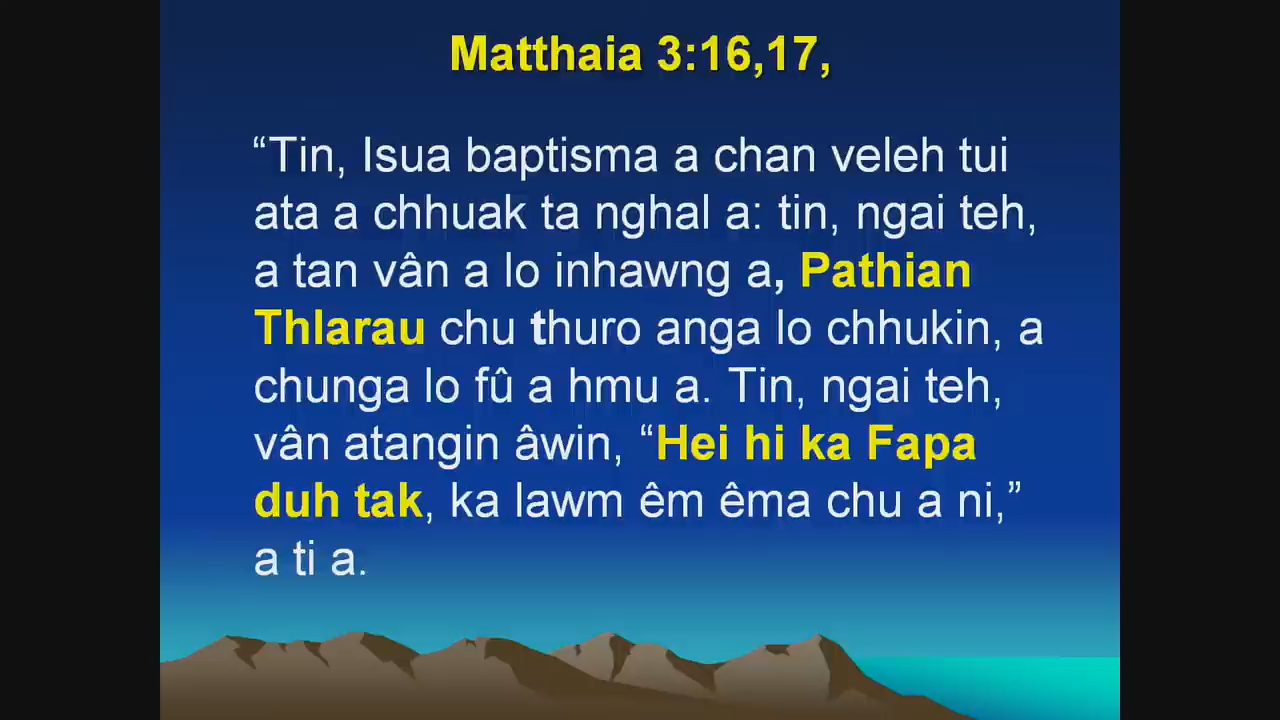 Matthaia 3:16,17,
“Tin, Isua baptisma a chan veleh tui
ata a chhuak ta nghal a: tin, ngai teh,
a tan vân a lo inhawng a, Pathian
Thlarau chu thuro anga lo chhukin, a
chunga lo fû a hmu a. Tin, ngai teh,
vân atangin âwin, “Hei hi ka Fapa
duh tak, ka lawm êm êma chu a ni,”
a ti a.